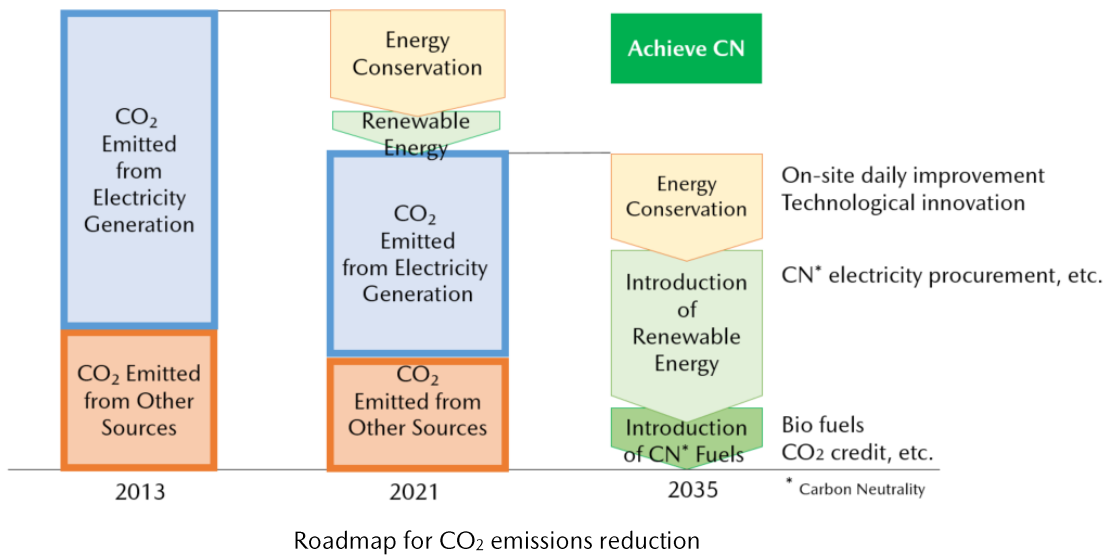 CO₂
Emitted
from
Electricity
Generation
CO₂ Emitted
from Other
Sources
2013
Energy
Conservation
Renewable
Energy
CO₂
Emitted
from Electricity
Generation
CO₂
Emitted from
Other Sources
2021
Achieve CN
Energy
Conservation
On-site daily improvement
Technological innovation
Introduction
of
Renewable
Energy
CN* electricity procurement, etc.
Introduction
of CN* Fuels
Bio fuels
CO₂ credit, etc.
2035
* Carbon Neutrality
Roadmap for CO₂ emissions reduction